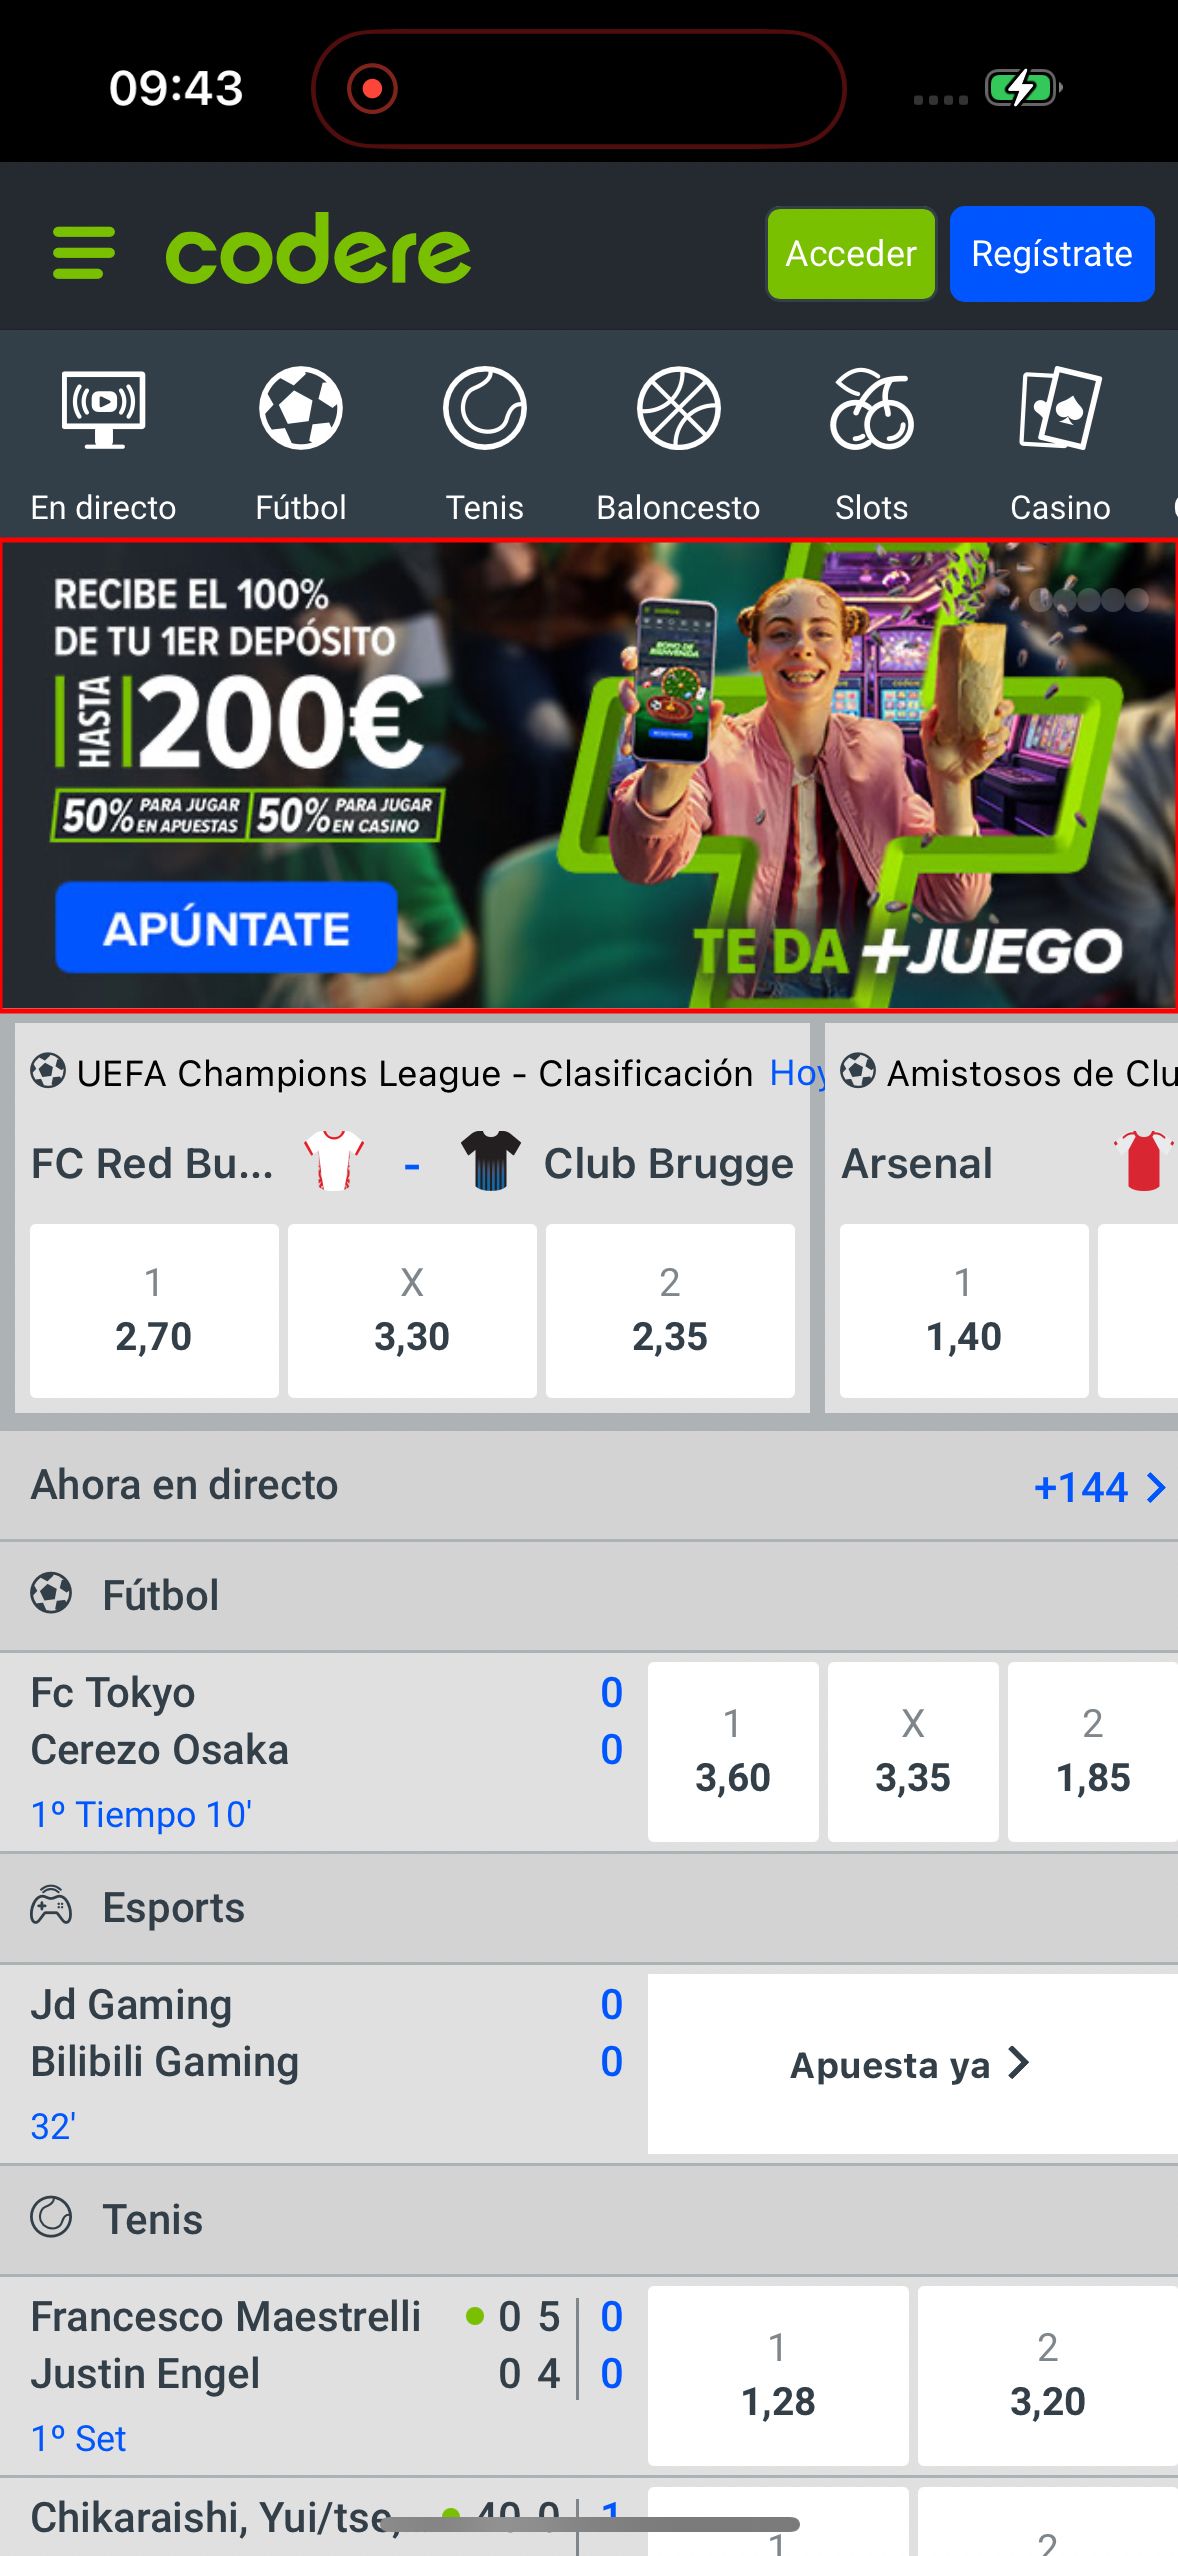 09:43
codere
Acceder
Regístrate
En directo
Fútbol
Tenis
Baloncesto
Slots
Casino
RECIBE EL 100%
DE TU 1ER DEPÓSITO
HASTA
200€
50% PARA JUGAR EN APUESTAS
50% PARA JUGAR EN CASINO
APÚNTATE
TE DA +JUEGO
UEFA Champions League - Clasificación Hoy
FC Red Bu... - Club Brugge
1 X 2
2,70 3,30 2,35
Amistosos de Clu
Arsenal
1
1,40
Ahora en directo +144
Fútbol
Fc Tokyo 0
Cerezo Osaka 0
1º Tiempo 10'
1 X 2
3,60 3,35 1,85
Esports
Jd Gaming 0
Bilibili Gaming 0
32'
Apuesta ya
Tenis
Francesco Maestrelli 0 5 0
Justin Engel 0 4 0
1º Set
1 2
1,28 3,20
Chikaraishi, Yui/tse, 40 0 1
1 2